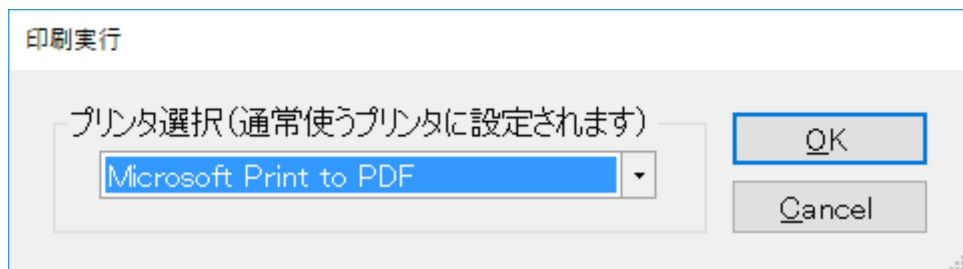 印刷実行
プリンタ選択(通常使うプリンタに設定されます)
Microsoft Print to PDF
OK
Cancel